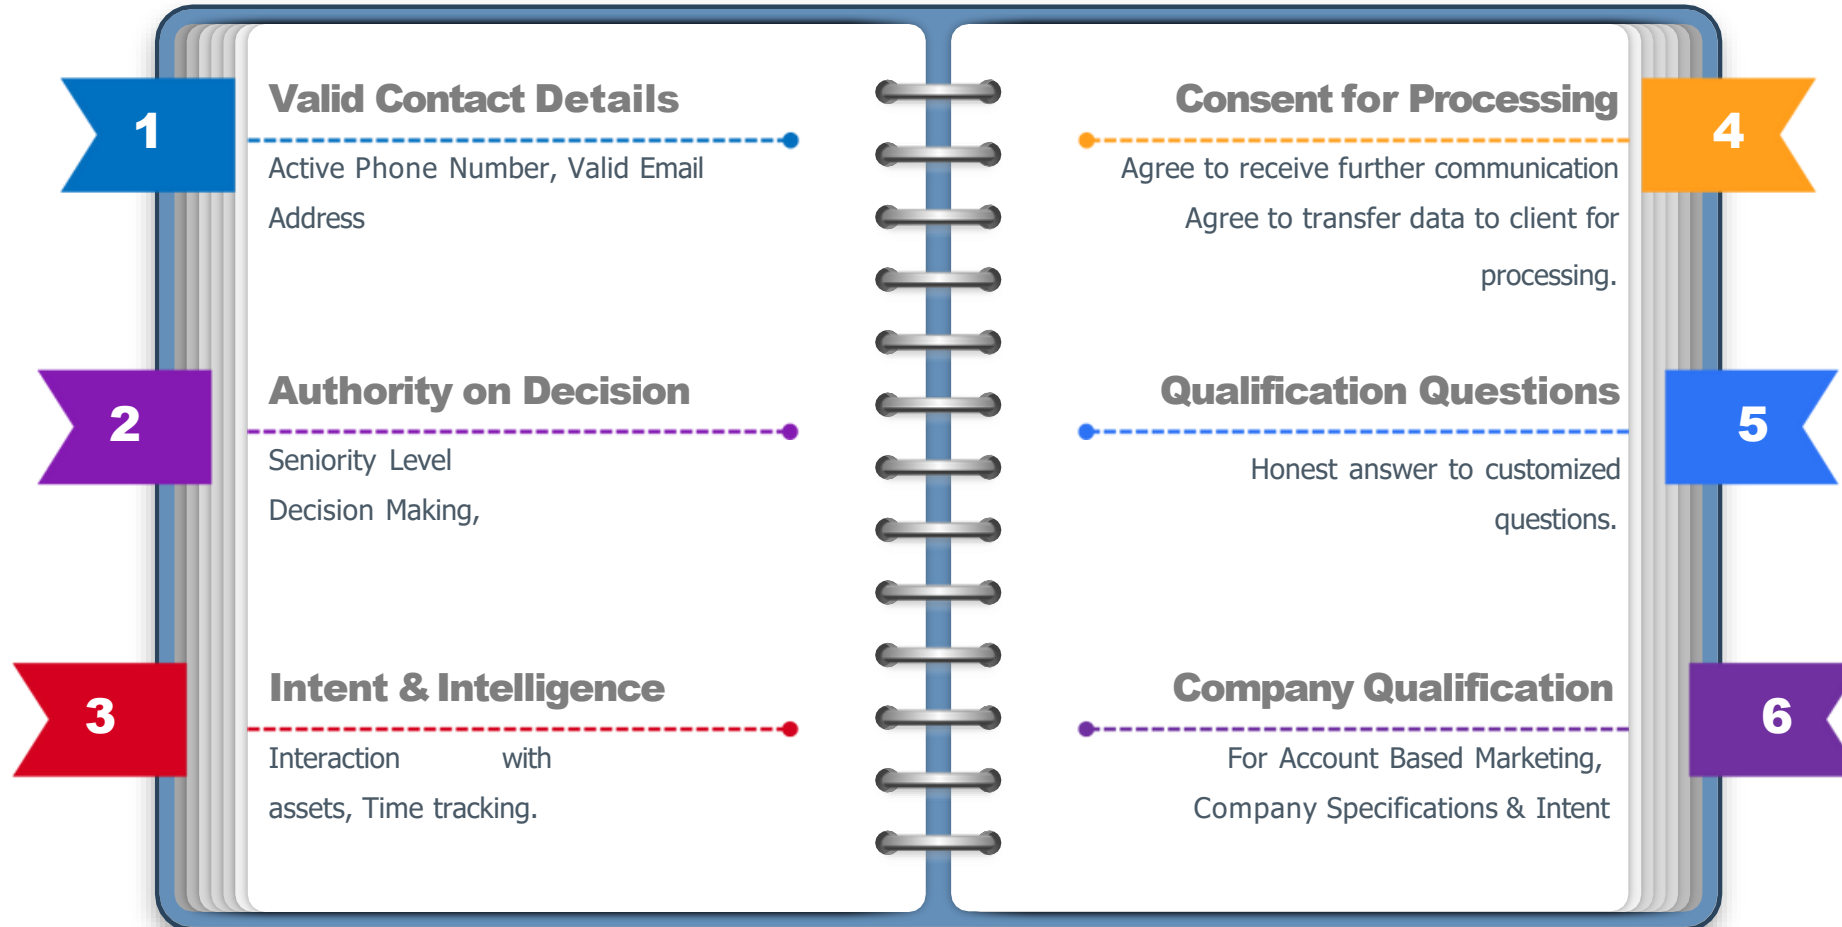 1
Valid Contact Details
Active Phone Number, Valid Email
Address
2
Authority on Decision
Seniority Level
Decision Making,
3
Intent & Intelligence
Interaction with
assets, Time tracking.
4
Consent for Processing
Agree to receive further communication
Agree to transfer data to client for
processing.
5
Qualification Questions
Honest answer to customized
questions.
6
Company Qualification
For Account Based Marketing,
Company Specifications & Intent